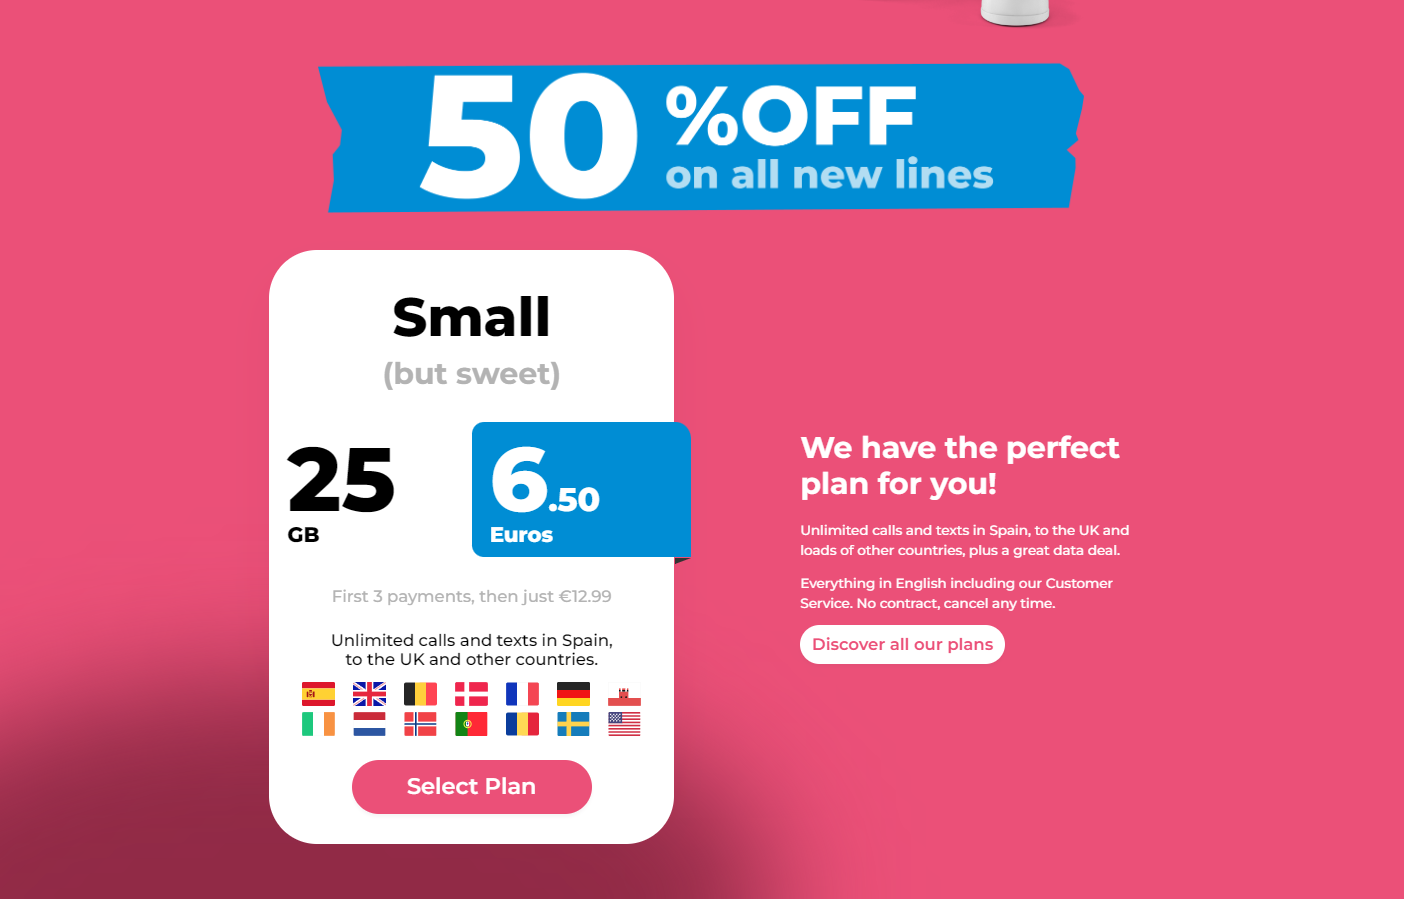 50 %OFF
on all new lines
Small
(but sweet)
25
GB
6.50
Euros
First 3 payments, then just €12.99
Unlimited calls and texts in Spain,
to the UK and other countries.
Select Plan
We have the perfect
plan for you!
Unlimited calls and texts in Spain, to the UK and
loads of other countries, plus a great data deal.
Everything in English including our Customer
Service. No contract, cancel any time.
Discover all our plans